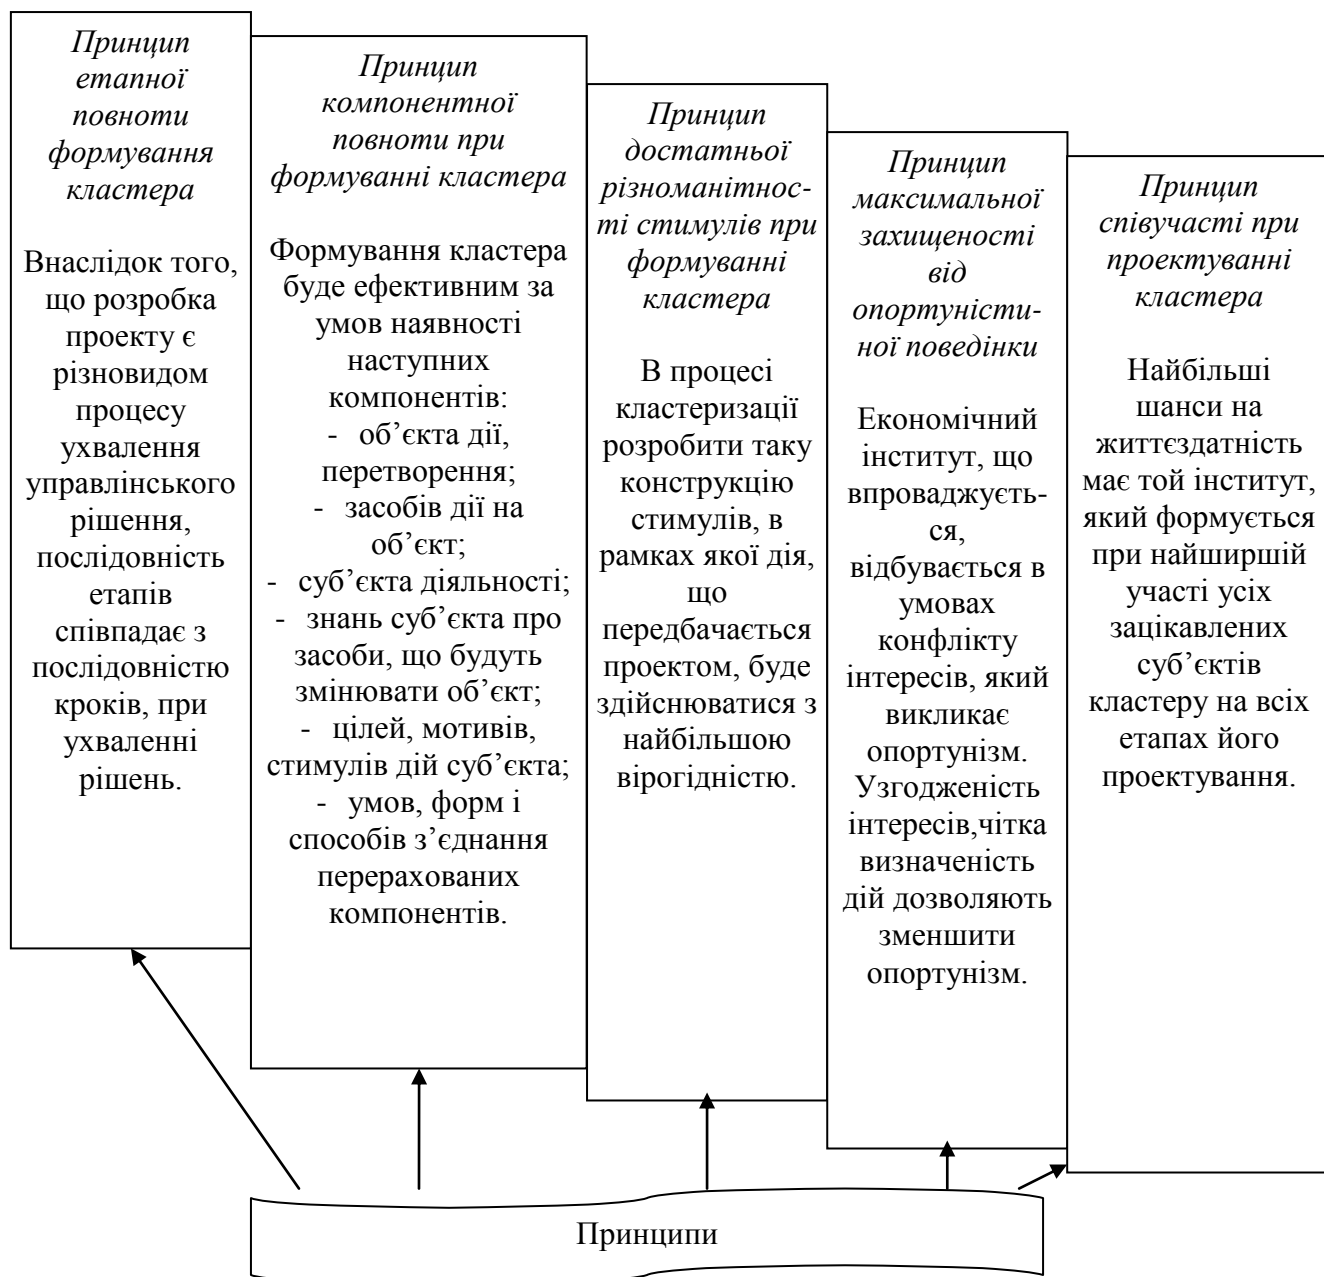 Принцип
етапної
повноти
формування
кластера
Внаслідок того,
що розробка
проекту є
різновидом
процесу
ухвалення
управлінського
рішення,
послідовність
етапів
співпадає з
послідовністю
кроків, при
ухваленні
рішень.
Принцип
компонентної
повноти при
формуванні кластера
Формування кластера
буде ефективним за
умов наявності
наступних
компонентів:
- об’єкта дії,
перетворення;
- засобів дії на
об’єкт;
- суб’єкта діяльності;
- знань суб’єкта про
засоби, що будуть
змінювати об’єкт;
- цілей, мотивів,
стимулів дій суб’єкта;
- умов, форм і
способів з’єднання
перерахованих
компонентів.
Принцип
достатньої
різноманітнос-
ті стимулів при
формуванні
кластера
В процесі
кластеризації
розробити таку
конструкцію
стимулів, в
рамках якої дія,
що
передбачається
проектом, буде
здійснюватися з
найбільшою
вірогідністю.
Принцип
максимальної
захищеності
від
опортуністи-
ної поведінки
Економічний
інститут, що
впроваджуєть-
ся,
відбувається в
умовах
конфлікту
інтересів, який
викликає
опортунізм.
Узгодженість
інтересів,чітка
визначеність
дій дозволяють
зменшити
опортунізм.
Принцип
співучасті при
проектуванні
кластера
Найбільші
шанси на
життєздатність
має той інститут,
який формується
при найширшій
участі усіх
зацікавлених
суб’єктів
кластеру на всіх
етапах його
проектування.
Принципи